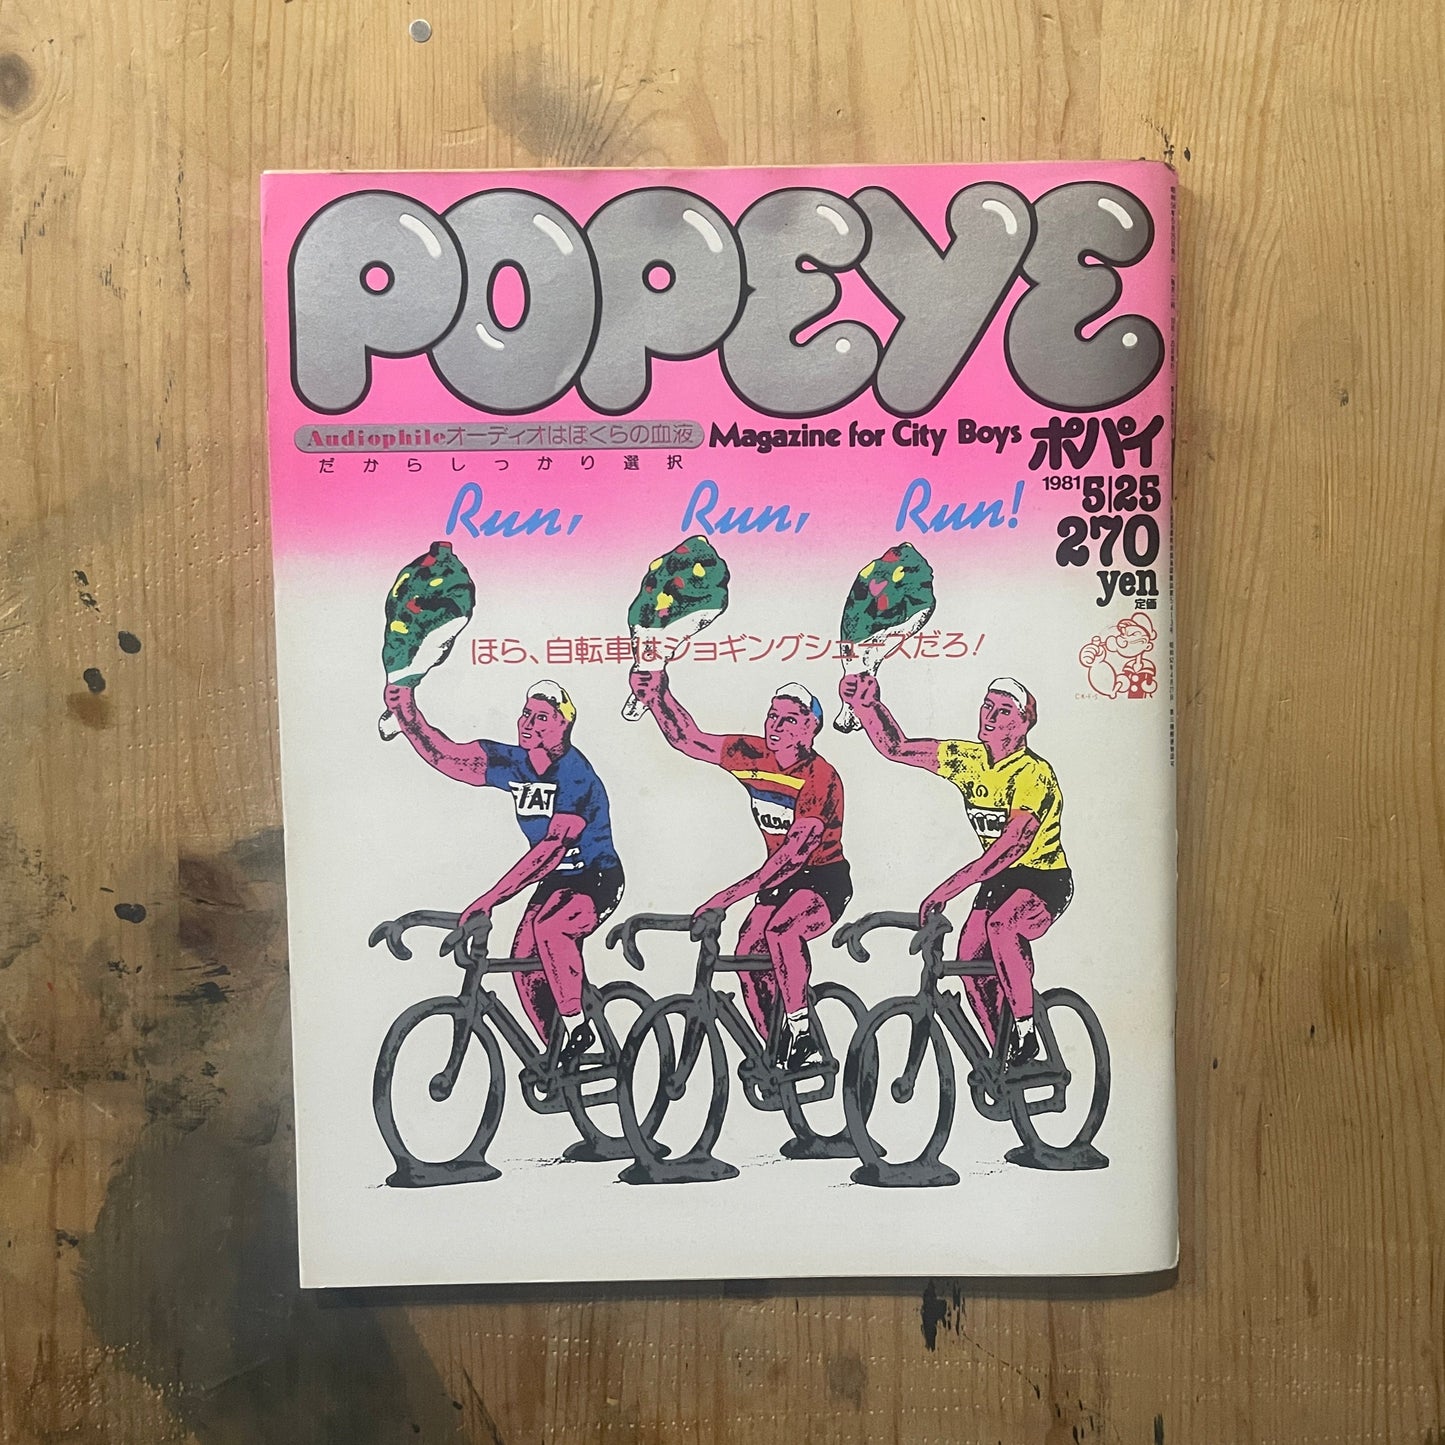 POPEYE
Audiophileオーディオはぼくらの血液
だからしっかり選択
Magazine for City Boys
ポパイ
1981 5|25
270
yen
定価
Run, Run, Run!
ほら、自転車はジョギングシューズだろ!
FIAT